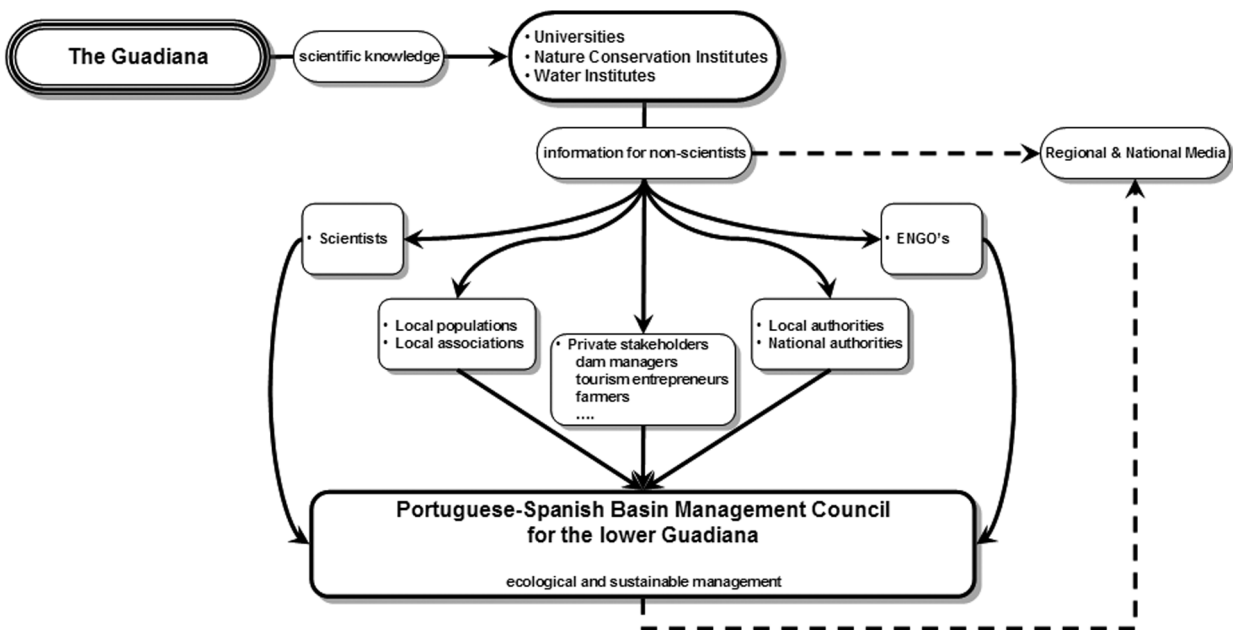 The Guadiana
scientific knowledge
• Universities
• Nature Conservation Institutes
• Water Institutes
information for non-scientists
Regional & National Media
• Scientists
• ENGO's
• Local populations
• Local associations
• Private stakeholders
dam managers
tourism entrepreneurs
farmers
....
• Local authorities
• National authorities
Portuguese-Spanish Basin Management Council
for the lower Guadiana
ecological and sustainable management